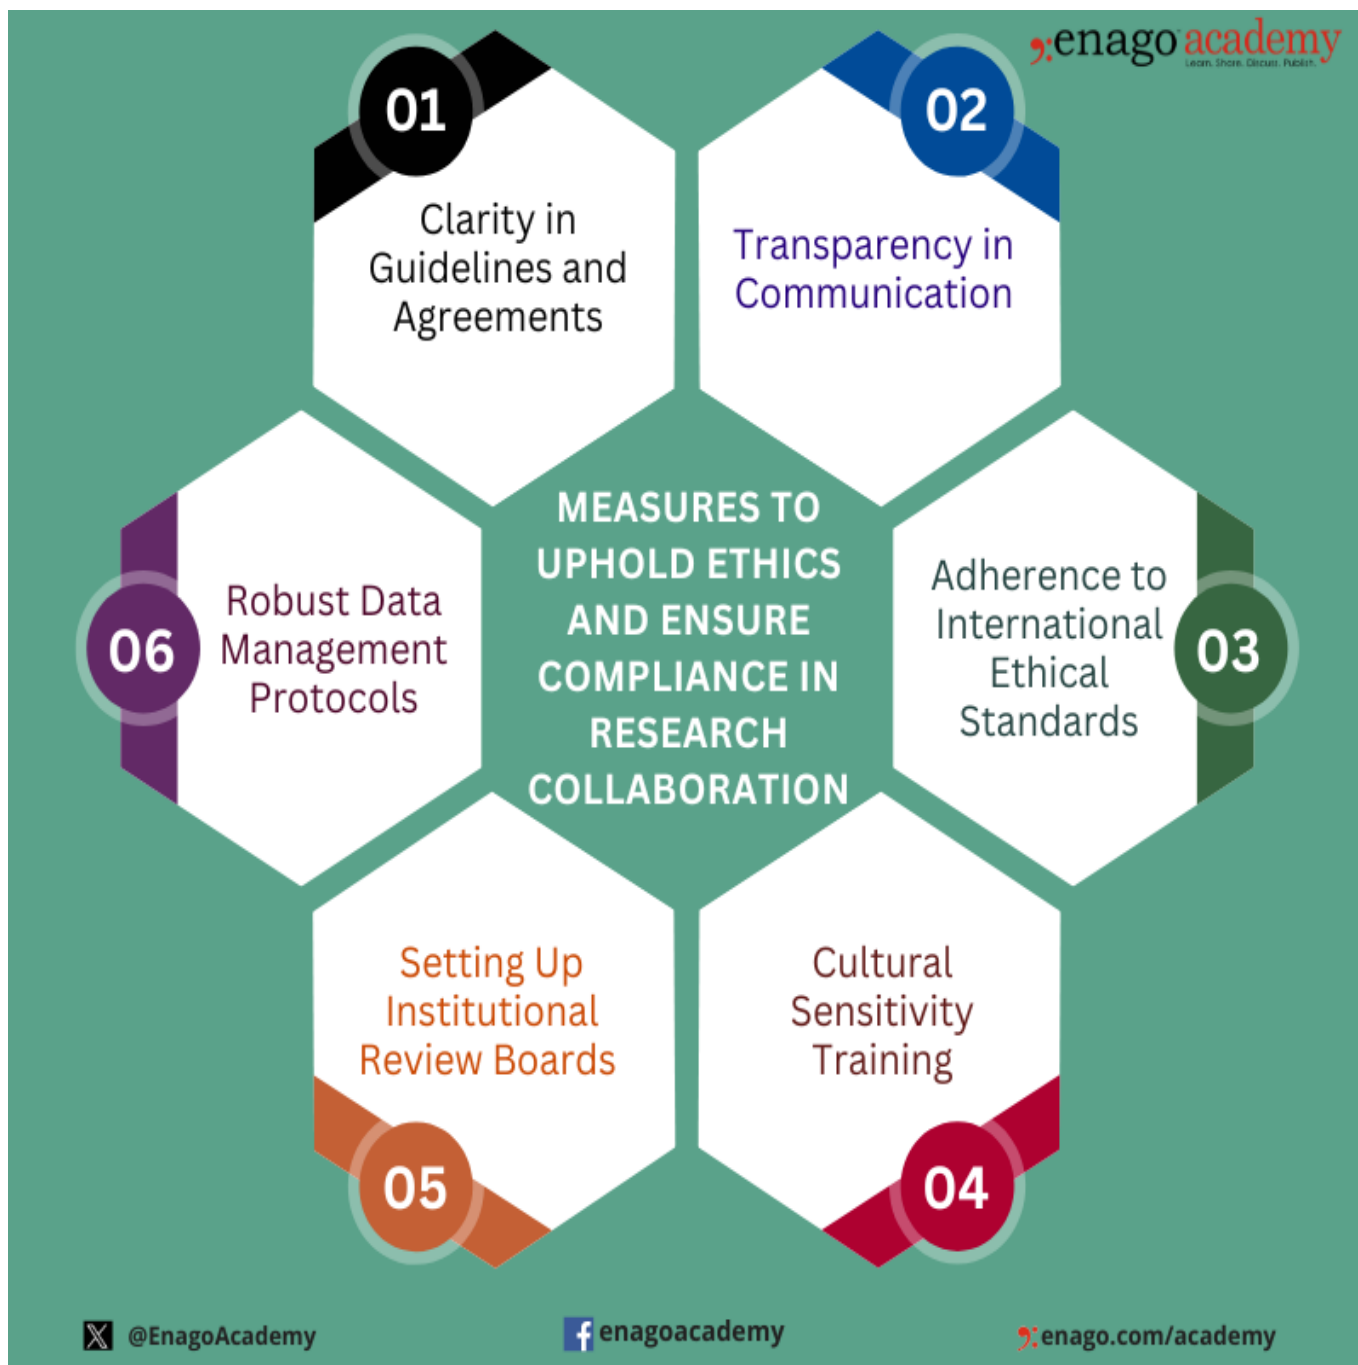 enago academy
Learn. Share. Discuss. Publish.
01
Clarity in
Guidelines and
Agreements
02
Transparency in
Communication
MEASURES TO
UPHOLD ETHICS
AND ENSURE
COMPLIANCE IN
RESEARCH
COLLABORATION
03
Adherence to
International
Ethical
Standards
04
Cultural
Sensitivity
Training
05
Setting Up
Institutional
Review Boards
06
Robust Data
Management
Protocols
@EnagoAcademy
enagoacademy
enago.com/academy